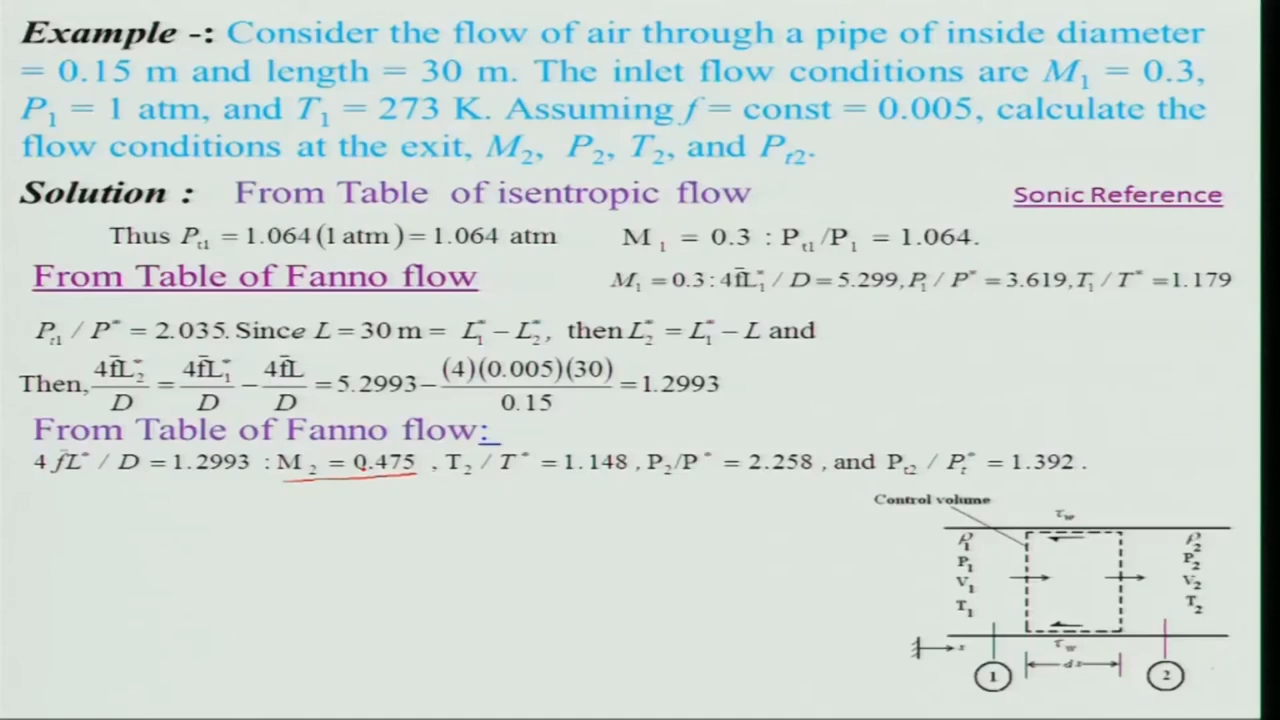 Example -: Consider the flow of air through a pipe of inside diameter
= 0.15 m and length = 30 m. The inlet flow conditions are M₁ = 0.3,
P₁ = 1 atm, and T₁ = 273 K. Assuming f = const = 0.005, calculate the
flow conditions at the exit, M₂, P₂, T₂, and Pₜ₂.
Solution : From Table of isentropic flow Sonic Reference
Thus Pₜ₁ = 1.064 (1 atm) = 1.064 atm M₁ = 0.3 : Pₜ₁/P₁ = 1.064.
From Table of Fanno flow M₁ = 0.3 : 4f̄L₁* / D = 5.299, P₁ / P* = 3.619, T₁ / T* = 1.179
Pₜ₁ / P* = 2.035. Since L = 30 m = L₁* − L₂*, then L₂* = L₁* − L and
Then, 4f̄L₂*/D = 4f̄L₁*/D − 4f̄L/D = 5.2993 − (4)(0.005)(30)/0.15 = 1.2993
From Table of Fanno flow:
4 f̄L* / D = 1.2993 : M₂ = 0.475 , T₂ / T* = 1.148 , P₂/P* = 2.258 , and Pₜ₂ / Pₜ* = 1.392 .
Control volume
τw
ρ₁ ρ₂
P₁ P₂
V₁ V₂
T₁ T₂
τw
x
dx
1 2